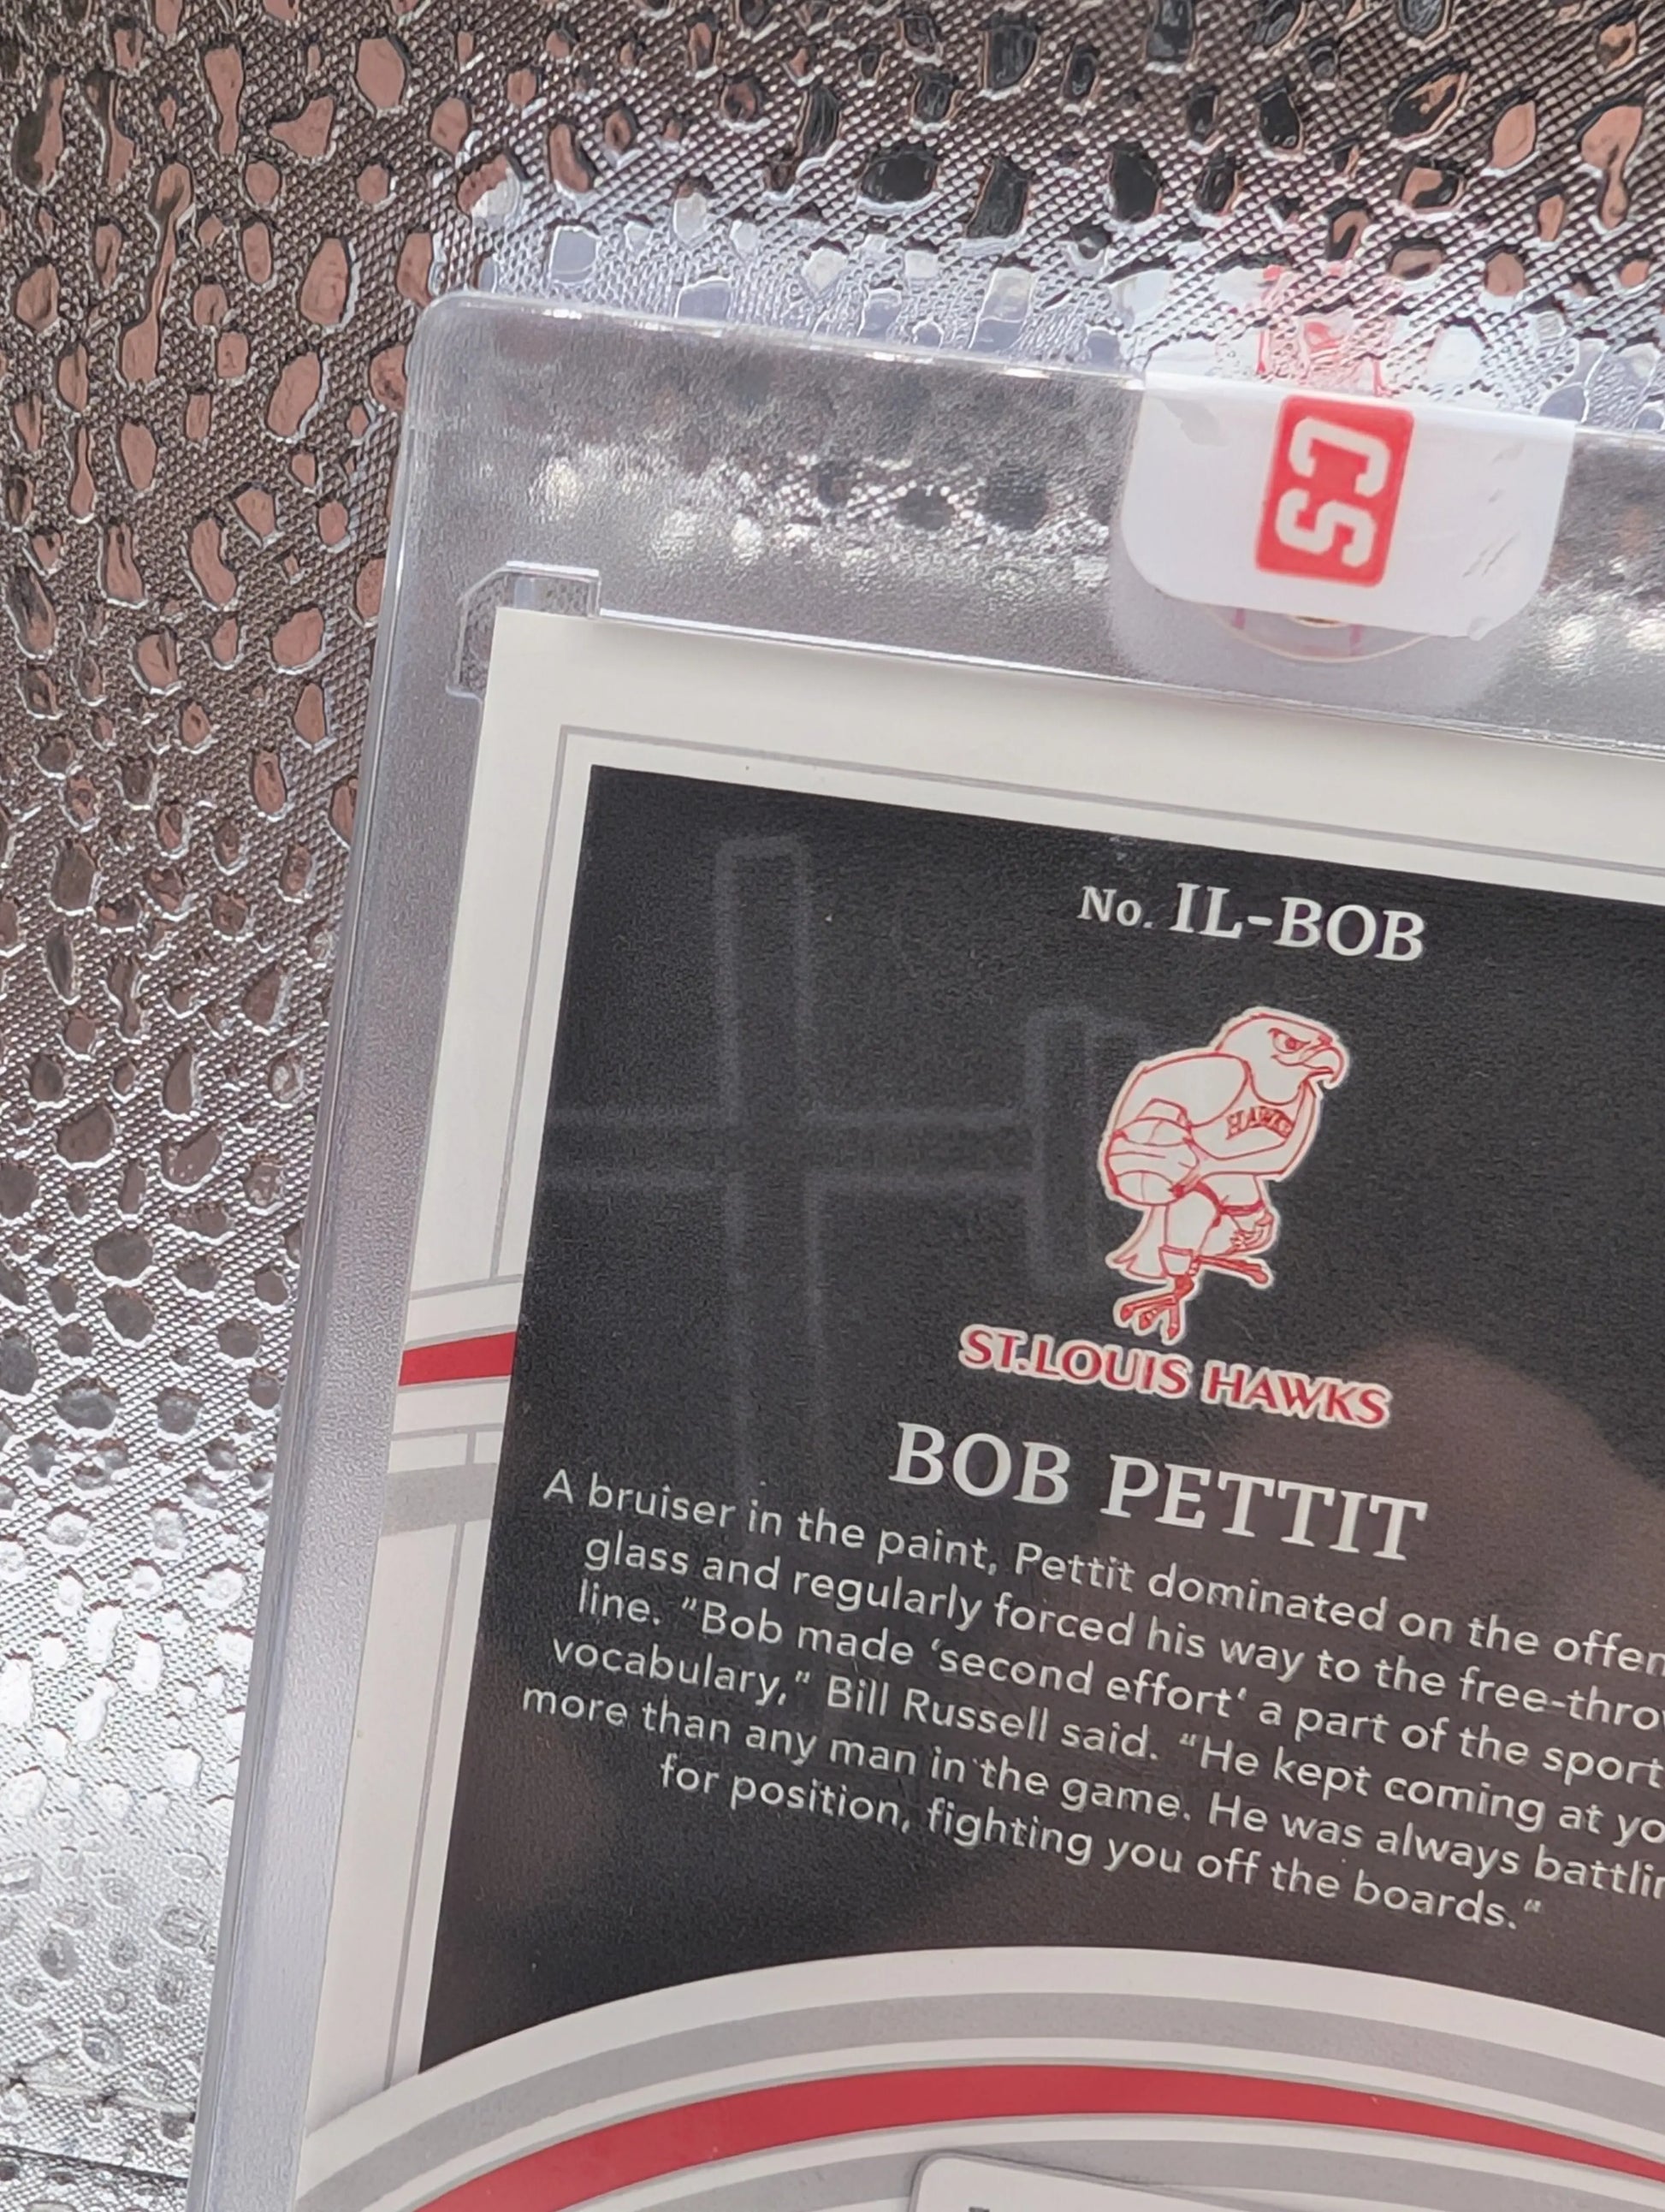 CS
No. IL-BOB
HAWKS
ST.LOUIS HAWKS
BOB PETTIT
A bruiser in the paint, Pettit dominated on the
glass and regularly forced his way to the
line. "Bob made ‘second effort‘ a part of the
vocabulary," Bill Russell said. "He kept coming at
more than any man in the game. He was always
for position, fighting you off the boards."